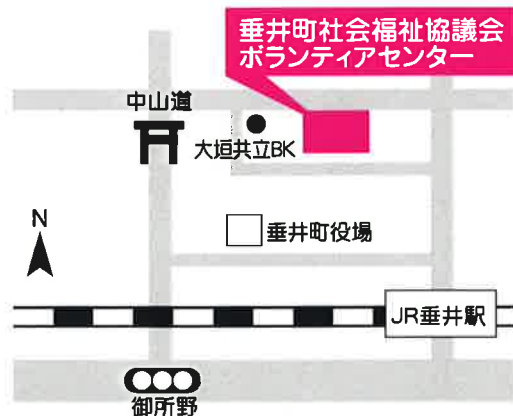 垂井町社会福祉協議会
ボランティアセンター
中山道
大垣共立BK
垂井町役場
N
JR垂井駅
御所野